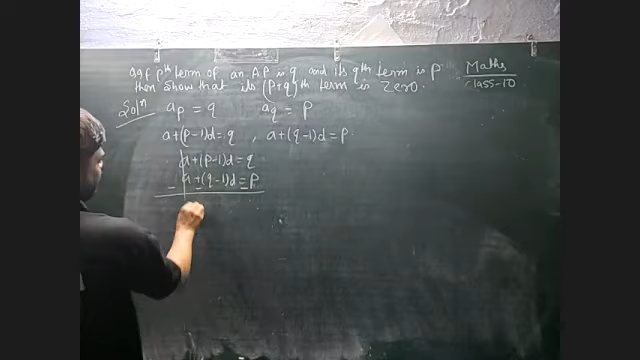 Q If pth term of an A.P is q and its qth term is P Maths
then show that its (P+q)th term is Zero. Class-10
Soln ap = q aq = P
a+(P-1)d=q , a+(q-1)d=P
a+(P-1)d=q
- a+(q-1)d=P
- -